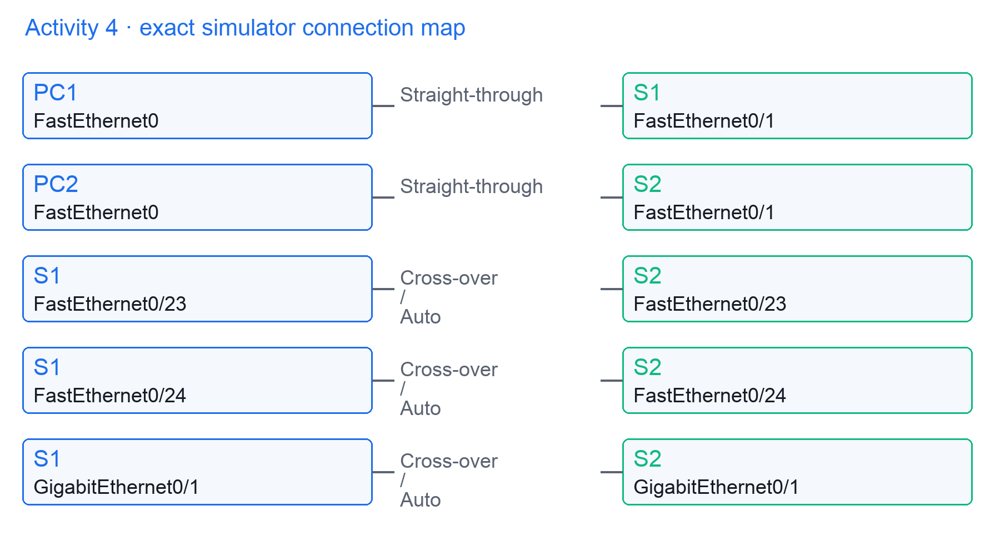 Activity 4 · exact simulator connection map
PC1
FastEthernet0
Straight-through
S1
FastEthernet0/1
PC2
FastEthernet0
Straight-through
S2
FastEthernet0/1
S1
FastEthernet0/23
Cross-over
/
Auto
S2
FastEthernet0/23
S1
FastEthernet0/24
Cross-over
/
Auto
S2
FastEthernet0/24
S1
GigabitEthernet0/1
Cross-over
/
Auto
S2
GigabitEthernet0/1